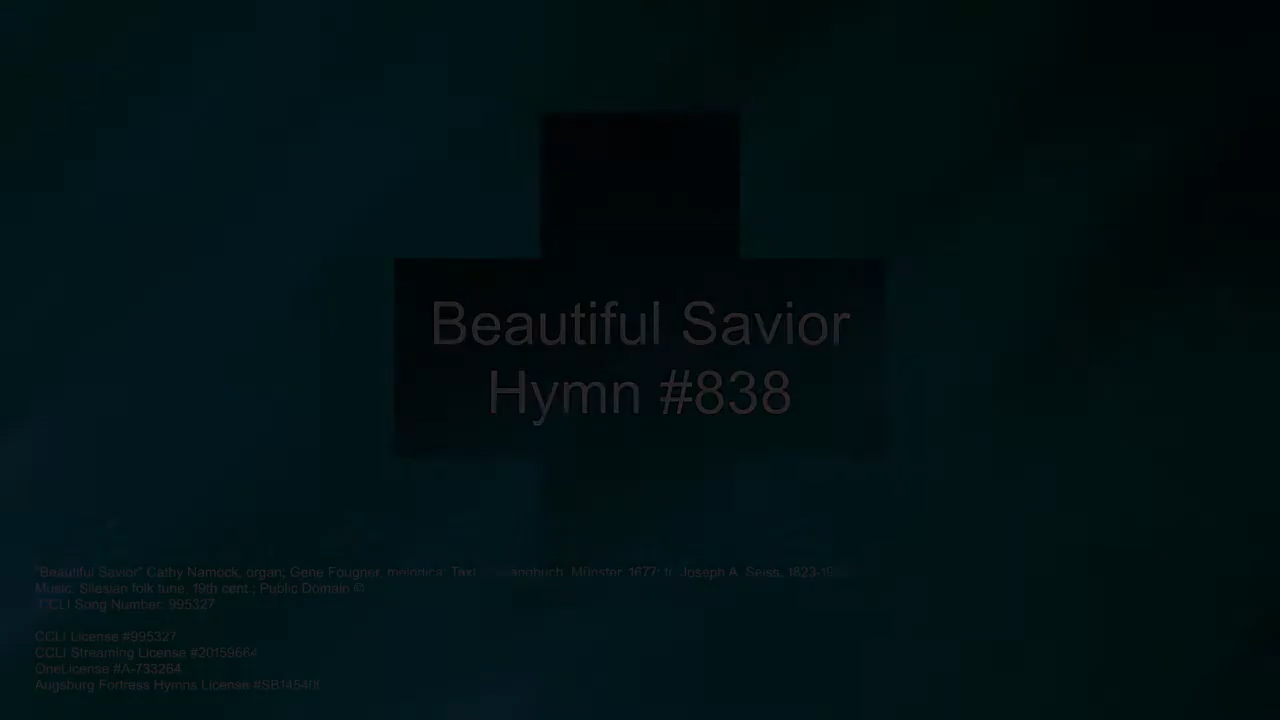 Beautiful Savior
Hymn #838
"Beautiful Savior" Cathy Namock, organ; Gene Fougner, melodica; Text: Münster, 1677; tr. Joseph A. Seiss, 1823-
Music: Silesian folk tune, 19th cent.; Public Domain ©
CCLI Song Number: 995327
CCLI License #995327
CCLI Streaming License #20159664
OneLicense #A-733264
Augsburg Fortress Hymns License